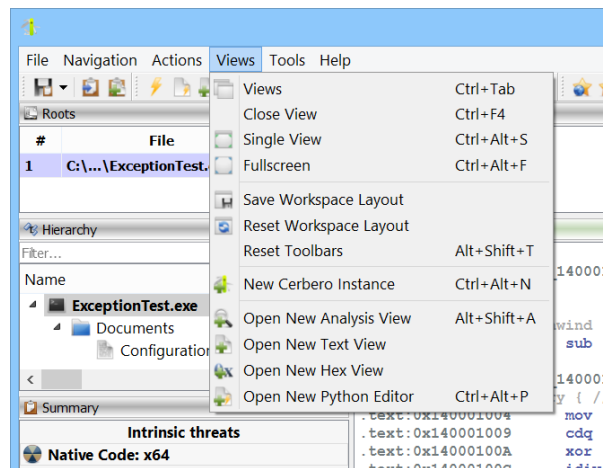 File Navigation Actions Views Tools Help
Views Ctrl+Tab
Close View Ctrl+F4
Single View Ctrl+Alt+S
Fullscreen Ctrl+Alt+F
Save Workspace Layout
Reset Workspace Layout
Reset Toolbars Alt+Shift+T
New Cerbero Instance Ctrl+Alt+N
Open New Analysis View Alt+Shift+A
Open New Text View
Open New Hex View
Open New Python Editor Ctrl+Alt+P
Roots
# File
1 C:\...\ExceptionTest.
Hierarchy
Filter...
Name
ExceptionTest.exe
Documents
Configuration
Summary
Intrinsic threats
Native Code: x64
_14000
wind
sub
_14000
y { /
.text:0x140001004 mov
.text:0x140001009 cdq
.text:0x14000100A xor